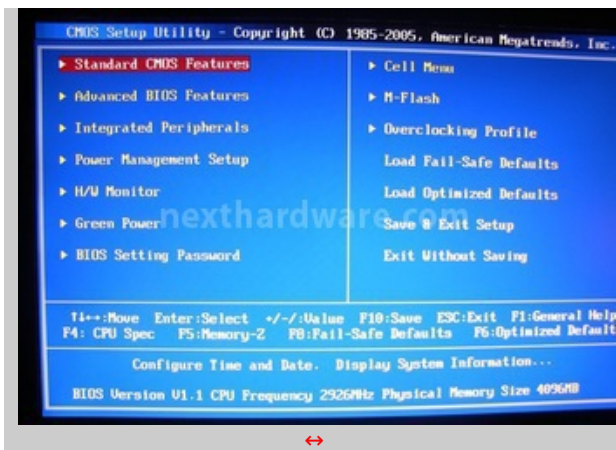 CMOS Setup Utility - Copyright (C) 1985-2005, American Megatrends, Inc.
Standard CMOS Features
Advanced BIOS Features
Integrated Peripherals
Power Management Setup
H/W Monitor
Green Power
BIOS Setting Password
Cell Menu
M-Flash
Overclocking Profile
Load Fail-Safe Defaults
Load Optimized Defaults
Save & Exit Setup
Exit Without Saving
nexthardware.com
↑↓←→:Move Enter:Select +/-/:Value F10:Save ESC:Exit F1:General Help
F4: CPU Spec F5:Memory-Z F8:Fail-Safe Defaults F6:Optimized Default
Configure Time and Date. Display System Information...
BIOS Version V1.1 CPU Frequency 2926MHz Physical Memory Size 4096MB